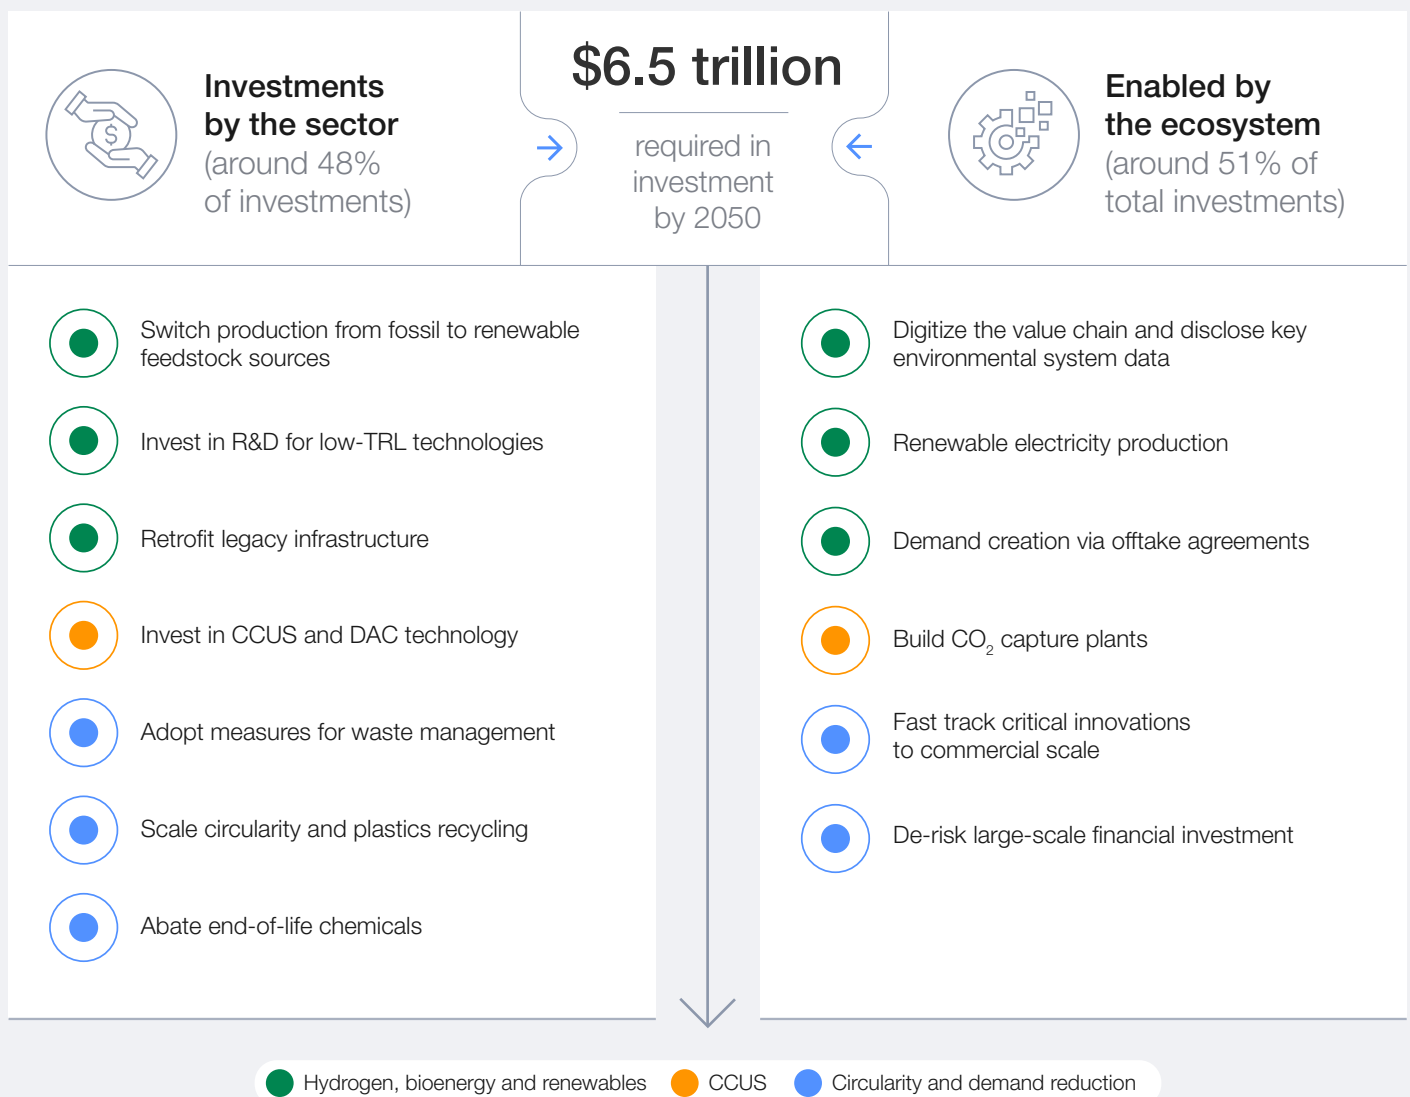 Investments
by the sector
(around 48%
of investments)
$
$6.5 trillion
required in
investment
by 2050
Enabled by
the ecosystem
(around 51% of
total investments)
Switch production from fossil to renewable
feedstock sources
Invest in R&D for low-TRL technologies
Retrofit legacy infrastructure
Invest in CCUS and DAC technology
Adopt measures for waste management
Scale circularity and plastics recycling
Abate end-of-life chemicals
Digitize the value chain and disclose key
environmental system data
Renewable electricity production
Demand creation via offtake agreements
Build CO₂ capture plants
Fast track critical innovations
to commercial scale
De-risk large-scale financial investment
Hydrogen, bioenergy and renewables
CCUS
Circularity and demand reduction